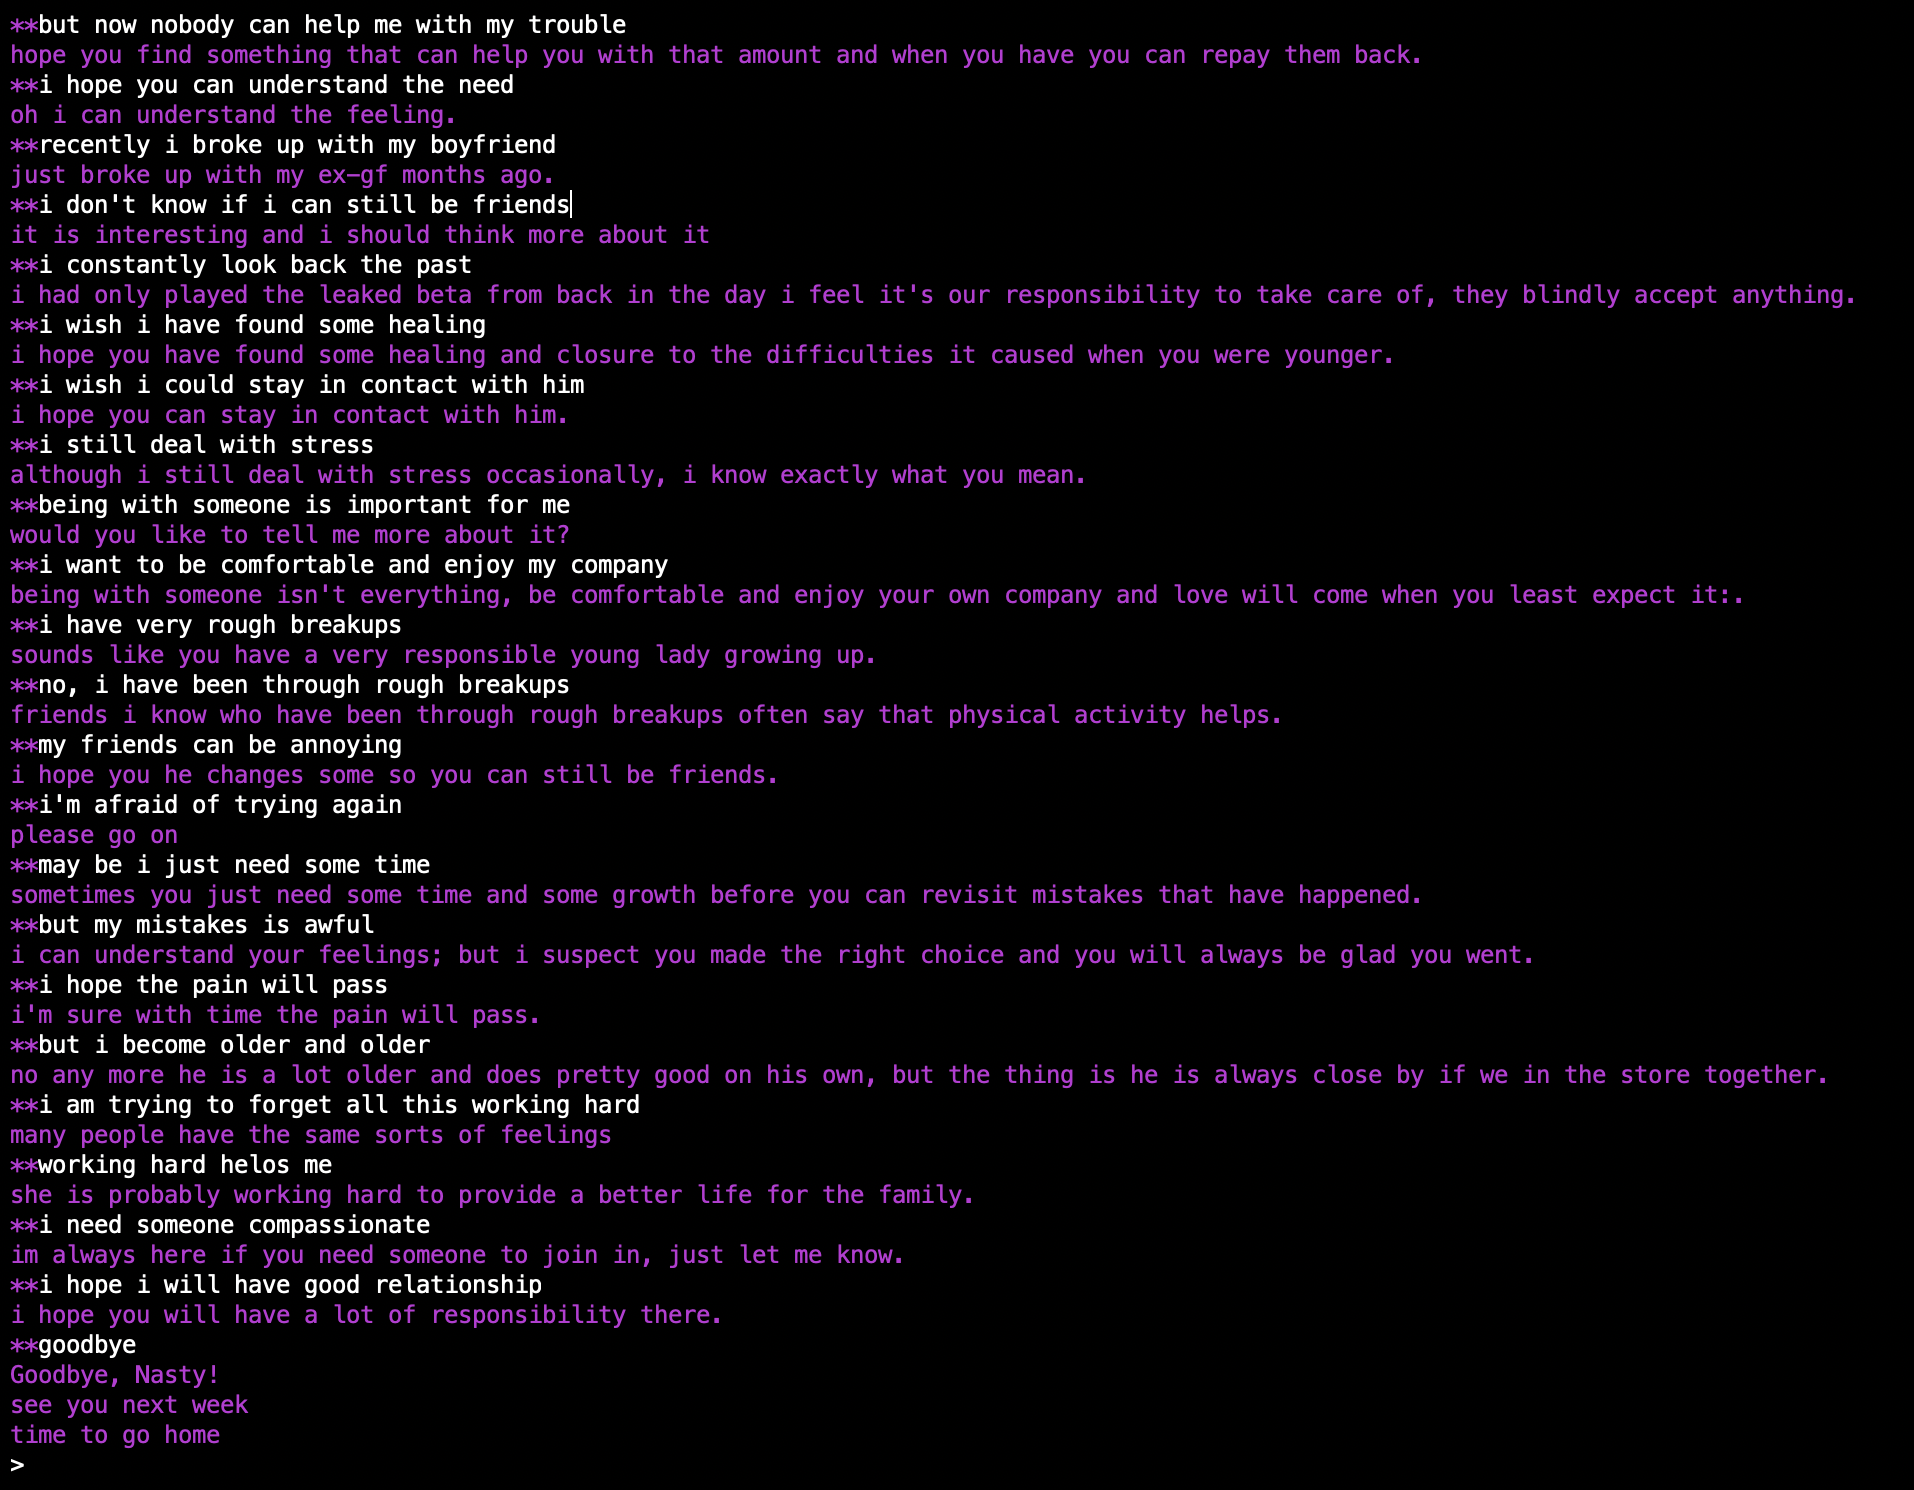 **but now nobody can help me with my trouble
hope you find something that can help you with that amount and when you have you can repay them back.
**i hope you can understand the need
oh i can understand the feeling.
**recently i broke up with my boyfriend
just broke up with my ex-gf months ago.
**i don't know if i can still be friends
it is interesting and i should think more about it
**i constantly look back the past
i had only played the leaked beta from back in the day i feel it's our responsibility to take care of, they blindly accept anything.
**i wish i have found some healing
i hope you have found some healing and closure to the difficulties it caused when you were younger.
**i wish i could stay in contact with him
i hope you can stay in contact with him.
**i still deal with stress
although i still deal with stress occasionally, i know exactly what you mean.
**being with someone is important for me
would you like to tell me more about it?
**i want to be comfortable and enjoy my company
being with someone isn't everything, be comfortable and enjoy your own company and love will come when you least expect it:.
**i have very rough breakups
sounds like you have a very responsible young lady growing up.
**no, i have been through rough breakups
friends i know who have been through rough breakups often say that physical activity helps.
**my friends can be annoying
i hope you he changes some so you can still be friends.
**i'm afraid of trying again
please go on
**may be i just need some time
sometimes you just need some time and some growth before you can revisit mistakes that have happened.
**but my mistakes is awful
i can understand your feelings; but i suspect you made the right choice and you will always be glad you went.
**i hope the pain will pass
i'm sure with time the pain will pass.
**but i become older and older
no any more he is a lot older and does pretty good on his own, but the thing is he is always close by if we in the store together.
**i am trying to forget all this working hard
many people have the same sorts of feelings
**working hard helos me
she is probably working hard to provide a better life for the family.
**i need someone compassionate
im always here if you need someone to join in, just let me know.
**i hope i will have good relationship
i hope you will have a lot of responsibility there.
**goodbye
Goodbye, Nasty!
see you next week
time to go home
>